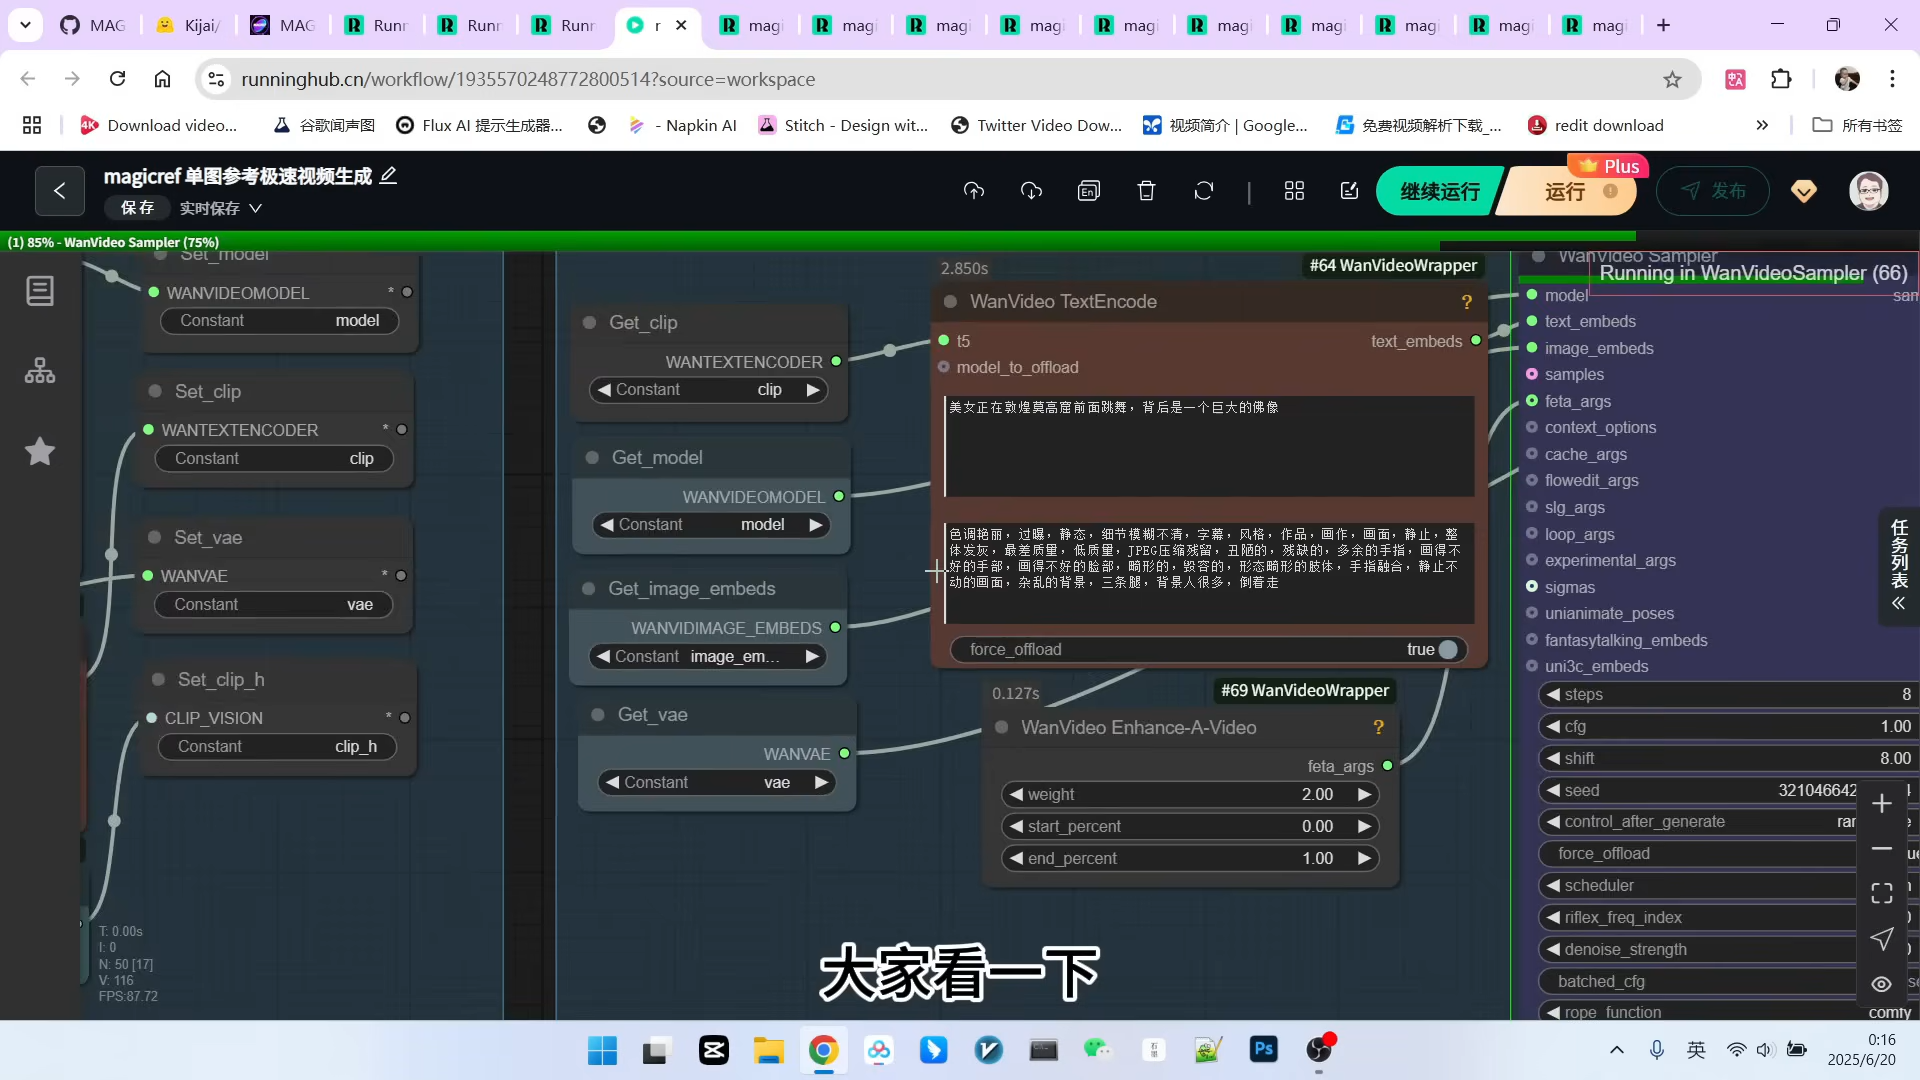 MAG
Kijai/
MAG
Runn
Runn
Runn
r
magi
magi
magi
magi
magi
magi
magi
magi
magi
magi
runninghub.cn/workflow/1935570248772800514?source=workspace
Download video...
谷歌闻声图
Flux AI 提示生成器...
- Napkin AI
Stitch - Design wit...
Twitter Video Dow...
视频简介 | Google...
免费视频解析下载_...
redit download
所有书签
magicref 单图参考极速视频生成
保存
实时保存
继续运行
运行
Plus
发布
(1) 85% - WanVideo Sampler (75%)
Set_model
WANVIDEOMODEL *
Constant model
Set_clip
WANTEXTENCODER *
Constant clip
Set_vae
WANVAE *
Constant vae
Set_clip_h
CLIP_VISION *
Constant clip_h
T: 0.00s
I: 0
N: 50 [17]
V: 116
FPS:87.72
Get_clip
WANTEXTENCODER
Constant clip
Get_model
WANVIDEOMODEL
Constant model
Get_image_embeds
WANVIDIMAGE_EMBEDS
Constant image_em...
Get_vae
WANVAE
Constant vae
2.850s
#64 WanVideoWrapper
WanVideo TextEncode ?
t5 text_embeds
model_to_offload
美女正在敦煌莫高窟前面跳舞，背后是一个巨大的佛像
色调艳丽，过曝，静态，细节模糊不清，字幕，风格，作品，画作，画面，静止，整
体发灰，最差质量，低质量，JPEG压缩残留，丑陋的，残缺的，多余的手指，画得不
好的手部，画得不好的脸部，畸形的，毁容的，形态畸形的肢体，手指融合，静止不
动的画面，杂乱的背景，三条腿，背景人很多，倒着走
force_offload true
0.127s
#69 WanVideoWrapper
WanVideo Enhance-A-Video ?
feta_args
weight 2.00
start_percent 0.00
end_percent 1.00
WanVideo Sampler
Running in WanVideoSampler (66)
model
text_embeds
image_embeds
samples
feta_args
context_options
cache_args
flowedit_args
slg_args
loop_args
experimental_args
sigmas
unianimate_poses
fantasytalking_embeds
uni3c_embeds
steps 8
cfg 1.00
shift 8.00
seed 321046642
control_after_generate
force_offload
scheduler
riflex_freq_index
denoise_strength
batched_cfg
rope_function comfy
任务列表
大家看一下
英
0:16
2025/6/20